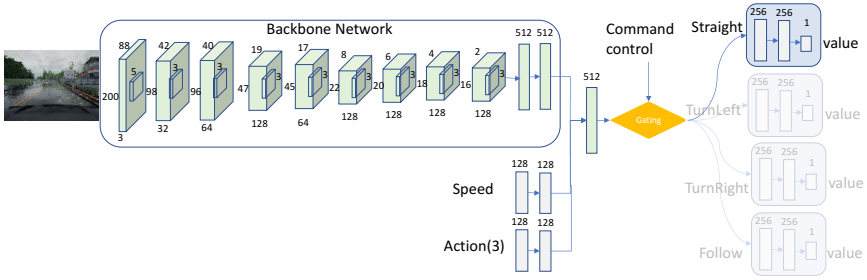 Backbone Network
88
5
200
3
42
3
98
32
40
3
96
64
19
3
47
128
17
3
45
64
8
3
22
128
6
3
20
128
4
3
18
128
2
3
16
128
512 512
512
Speed
128 128
Action(3)
128 128
Command
control
Gating
Straight
256 256 1
value
TurnLeft
256 256 1
value
TurnRight
256 256 1
value
Follow
256 256 1
value